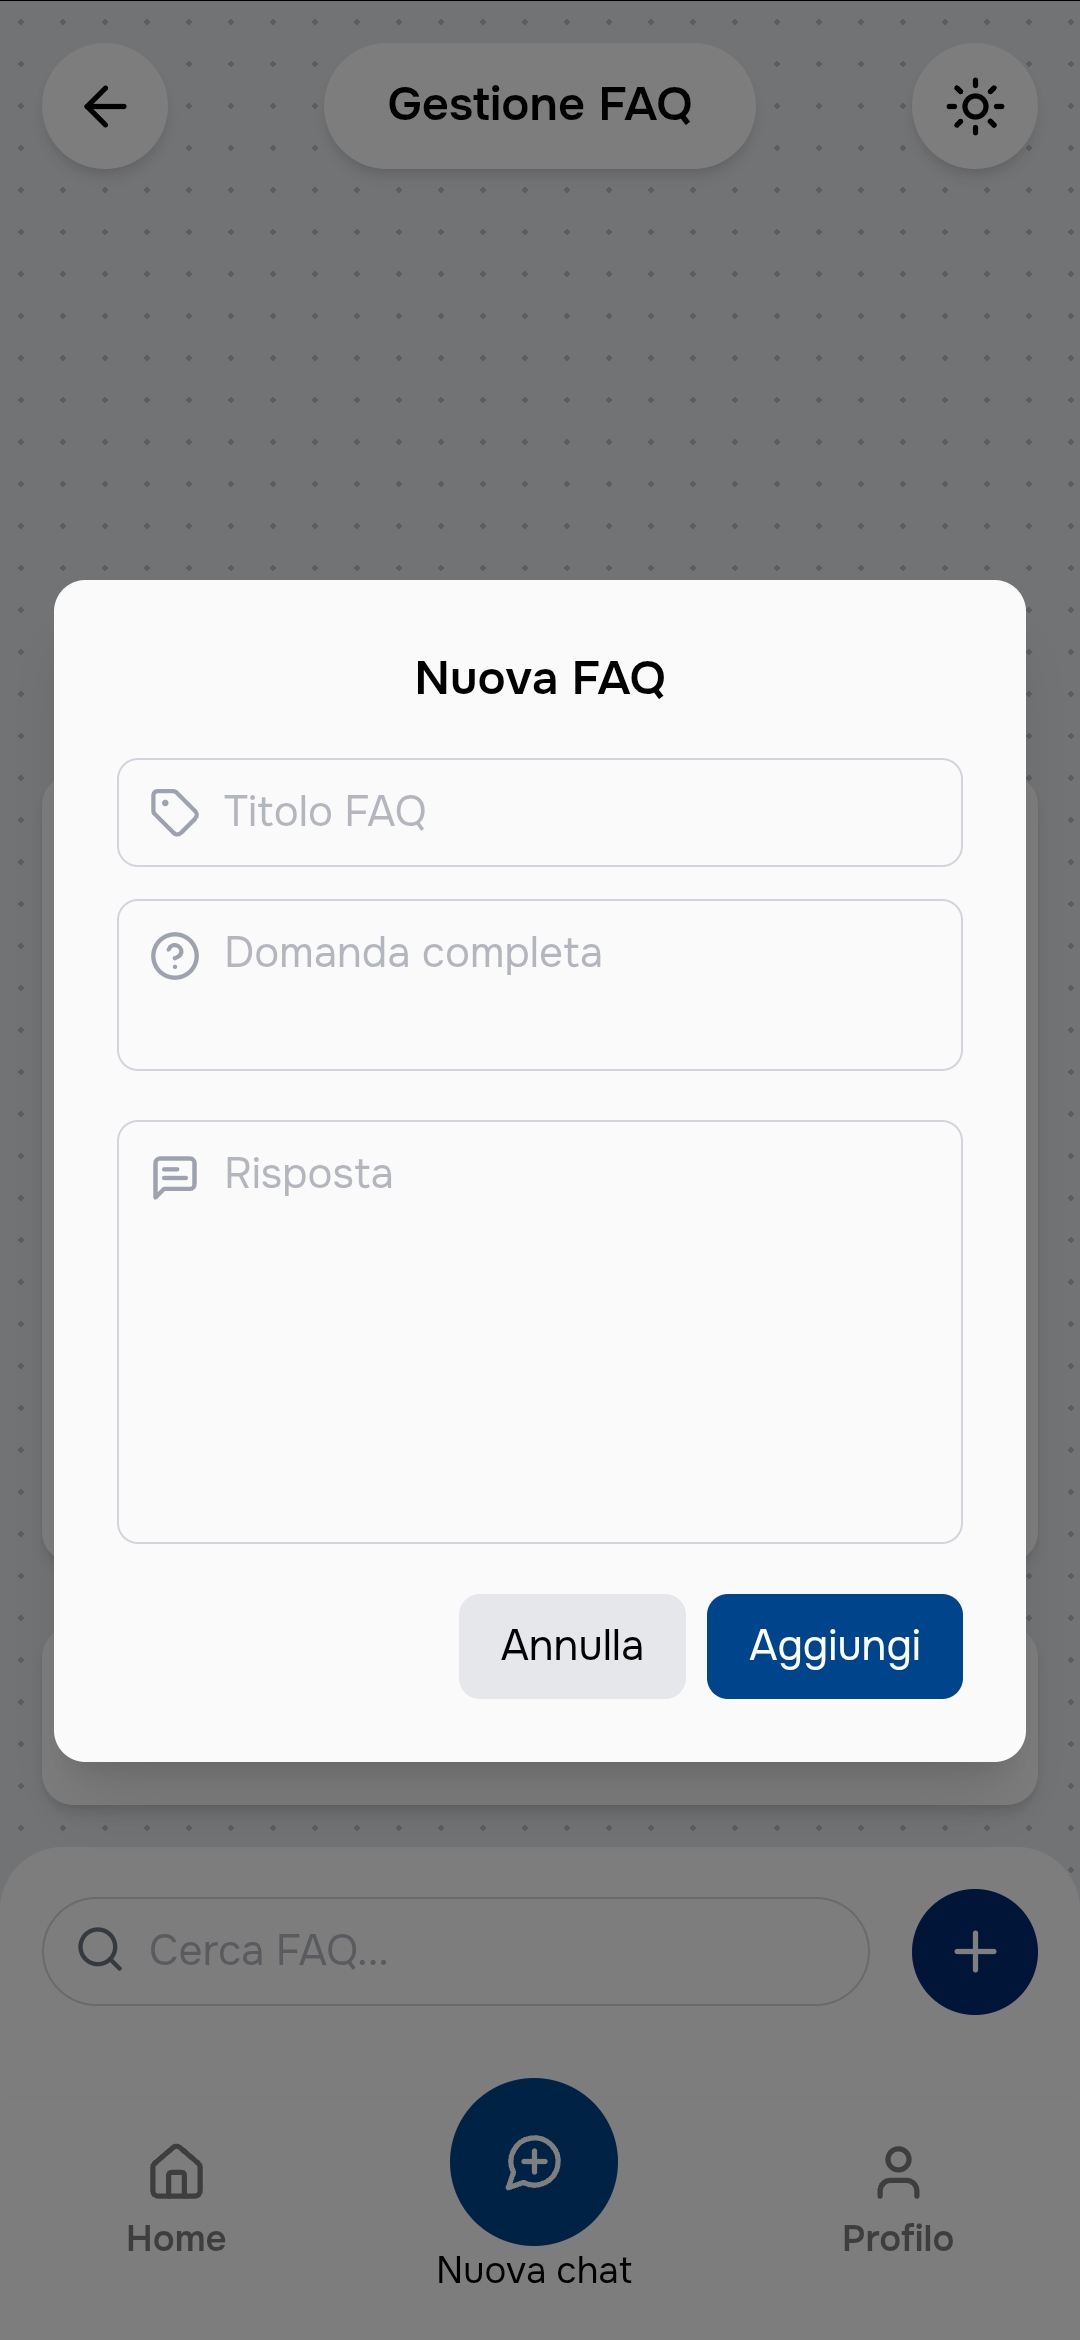 Gestione FAQ
Nuova FAQ
Titolo FAQ
Domanda completa
Risposta
Annulla
Aggiungi
Cerca FAQ...
Home
Nuova chat
Profilo